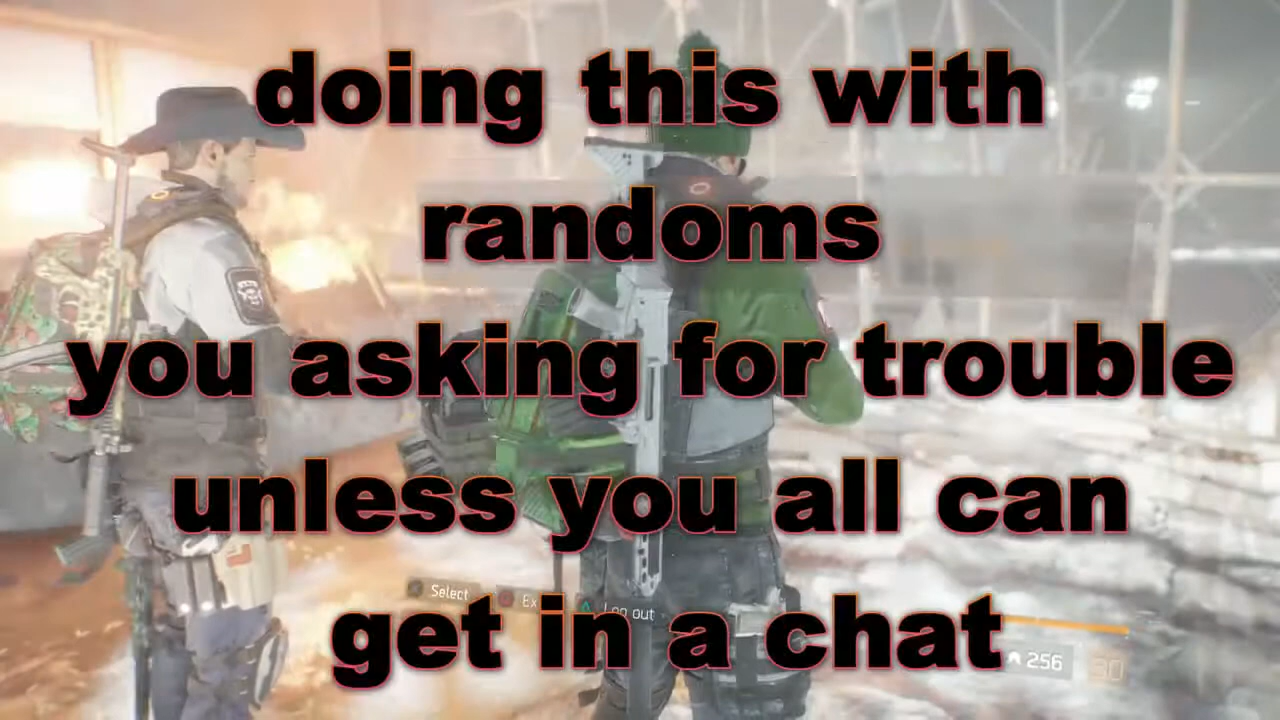 doing this with
randoms
you asking for trouble
unless you all can
get in a chat
Select
Log out
256
30